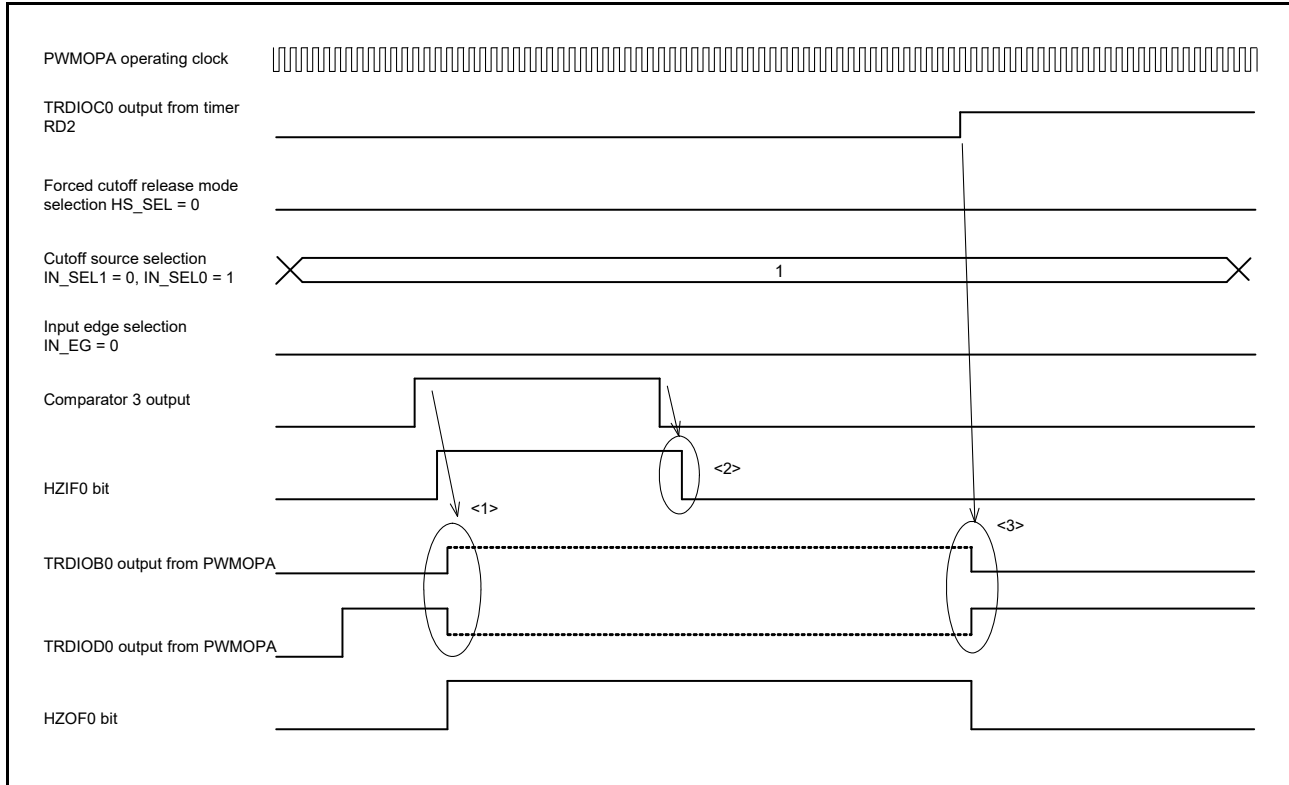 PWMOPA operating clock
TRDIOC0 output from timer
RD2
Forced cutoff release mode
selection HS_SEL = 0
Cutoff source selection
IN_SEL1 = 0, IN_SEL0 = 1
1
Input edge selection
IN_EG = 0
Comparator 3 output
HZIF0 bit
<2>
<1>
<3>
TRDIOB0 output from PWMOPA
TRDIOD0 output from PWMOPA
HZOF0 bit